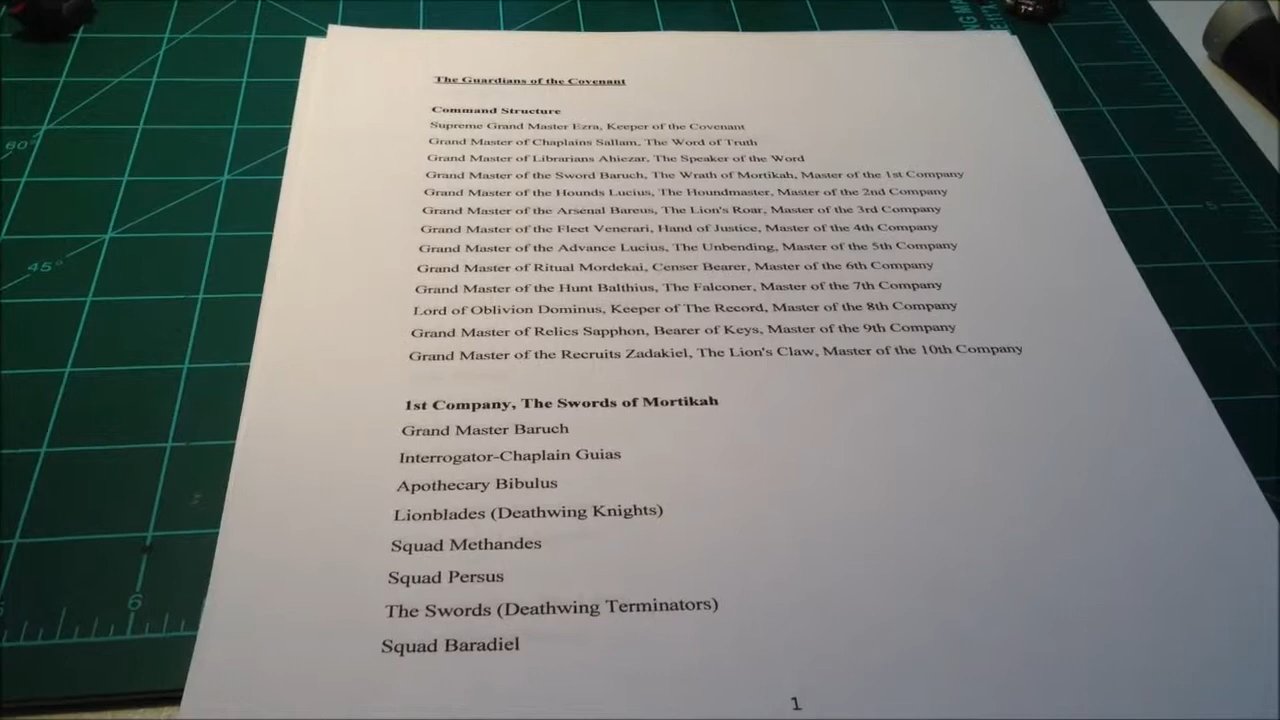 The Guardians of the Covenant
Command Structure
Supreme Grand Master Ezra, Keeper of the Covenant
Grand Master of Chaplains Sallam, The Word of Truth
Grand Master of Librarians Ahiezar, The Speaker of the Word
Grand Master of the Sword Baruch, The Wrath of Mortikah, Master of the 1st Company
Grand Master of the Hounds Lucius, The Houndmaster, Master of the 2nd Company
Grand Master of the Arsenal Bareus, The Lion's Roar, Master of the 3rd Company
Grand Master of the Fleet Venerari, Hand of Justice, Master of the 4th Company
Grand Master of the Advance Lucius, The Unbending, Master of the 5th Company
Grand Master of Ritual Mordekai, Censer Bearer, Master of the 6th Company
Grand Master of the Hunt Balthius, The Falconer, Master of the 7th Company
Lord of Oblivion Dominus, Keeper of The Record, Master of the 8th Company
Grand Master of Relics Sapphon, Bearer of Keys, Master of the 9th Company
Grand Master of the Recruits Zadakiel, The Lion's Claw, Master of the 10th Company
1st Company, The Swords of Mortikah
Grand Master Baruch
Interrogator-Chaplain Guias
Apothecary Bibulus
Lionblades (Deathwing Knights)
Squad Methandes
Squad Persus
The Swords (Deathwing Terminators)
Squad Baradiel
1
60°
45°
6
5